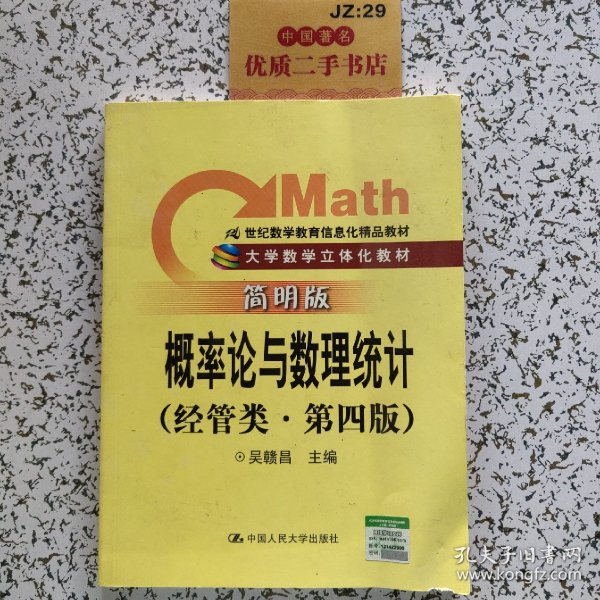 JZ:29
中国著名
优质二手书店
Math
21世纪数学教育信息化精品教材
大学数学立体化教材
简明版
概率论与数理统计
(经管类·第四版)
⊙吴赣昌 主编
中国人民大学出版社
孔夫子旧书网
www.kongfz.com